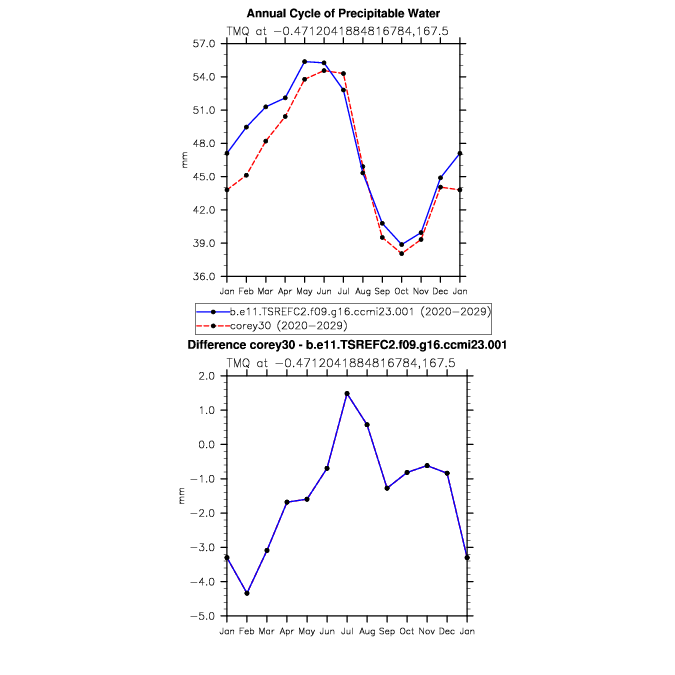 Annual Cycle of Precipitable Water
TMQ at −0.4712041884816784,167.5
57.0
54.0
51.0
48.0
45.0
42.0
39.0
36.0
mm
Jan Feb Mar Apr May Jun Jul Aug Sep Oct Nov Dec Jan
b.e11.TSREFC2.f09.g16.ccmi23.001 (2020−2029)
corey30 (2020−2029)
Difference corey30 - b.e11.TSREFC2.f09.g16.ccmi23.001
TMQ at −0.4712041884816784,167.5
2.0
1.0
0.0
−1.0
−2.0
−3.0
−4.0
−5.0
mm
Jan Feb Mar Apr May Jun Jul Aug Sep Oct Nov Dec Jan